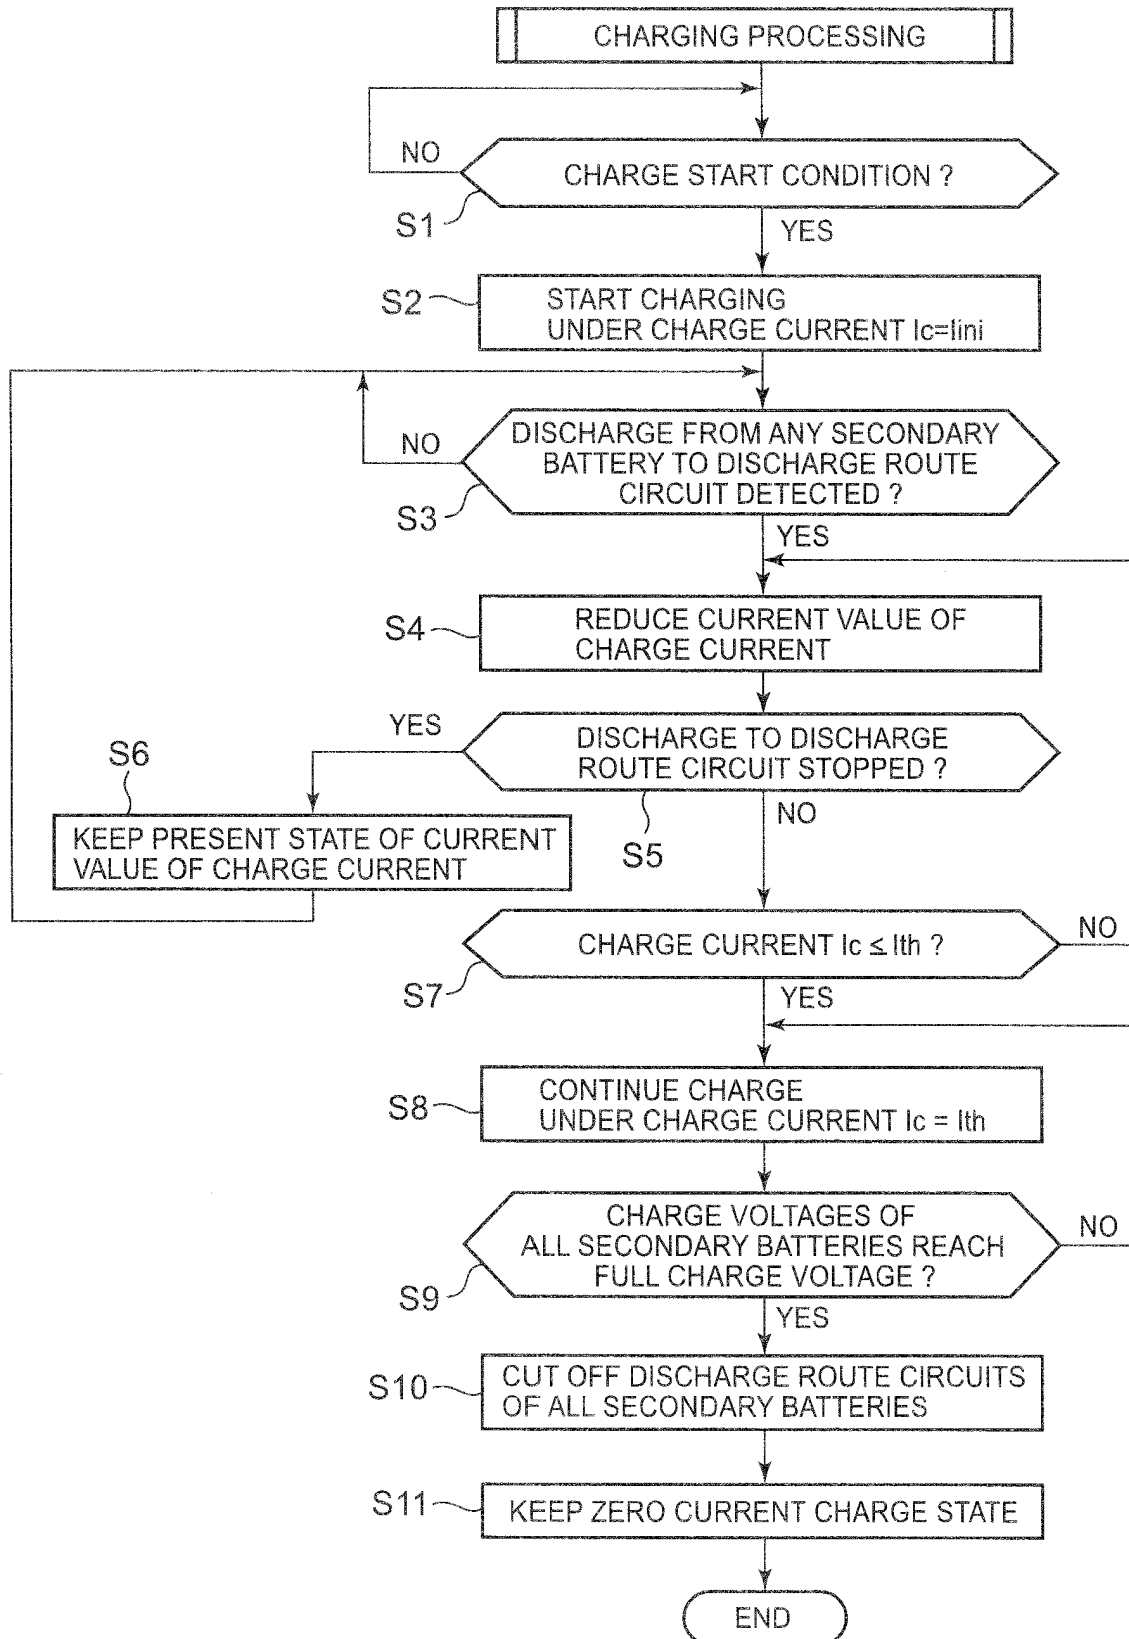 CHARGING PROCESSING
NO
CHARGE START CONDITION ?
S1
YES
S2
START CHARGING
UNDER CHARGE CURRENT Ic=Iini
NO
DISCHARGE FROM ANY SECONDARY
BATTERY TO DISCHARGE ROUTE
CIRCUIT DETECTED ?
S3
YES
S4
REDUCE CURRENT VALUE OF
CHARGE CURRENT
YES
DISCHARGE TO DISCHARGE
ROUTE CIRCUIT STOPPED ?
S6
NO
S5
KEEP PRESENT STATE OF CURRENT
VALUE OF CHARGE CURRENT
CHARGE CURRENT Ic ≤ Ith ?
NO
S7
YES
S8
CONTINUE CHARGE
UNDER CHARGE CURRENT Ic = Ith
CHARGE VOLTAGES OF
ALL SECONDARY BATTERIES REACH
FULL CHARGE VOLTAGE ?
NO
S9
YES
S10
CUT OFF DISCHARGE ROUTE CIRCUITS
OF ALL SECONDARY BATTERIES
S11
KEEP ZERO CURRENT CHARGE STATE
END